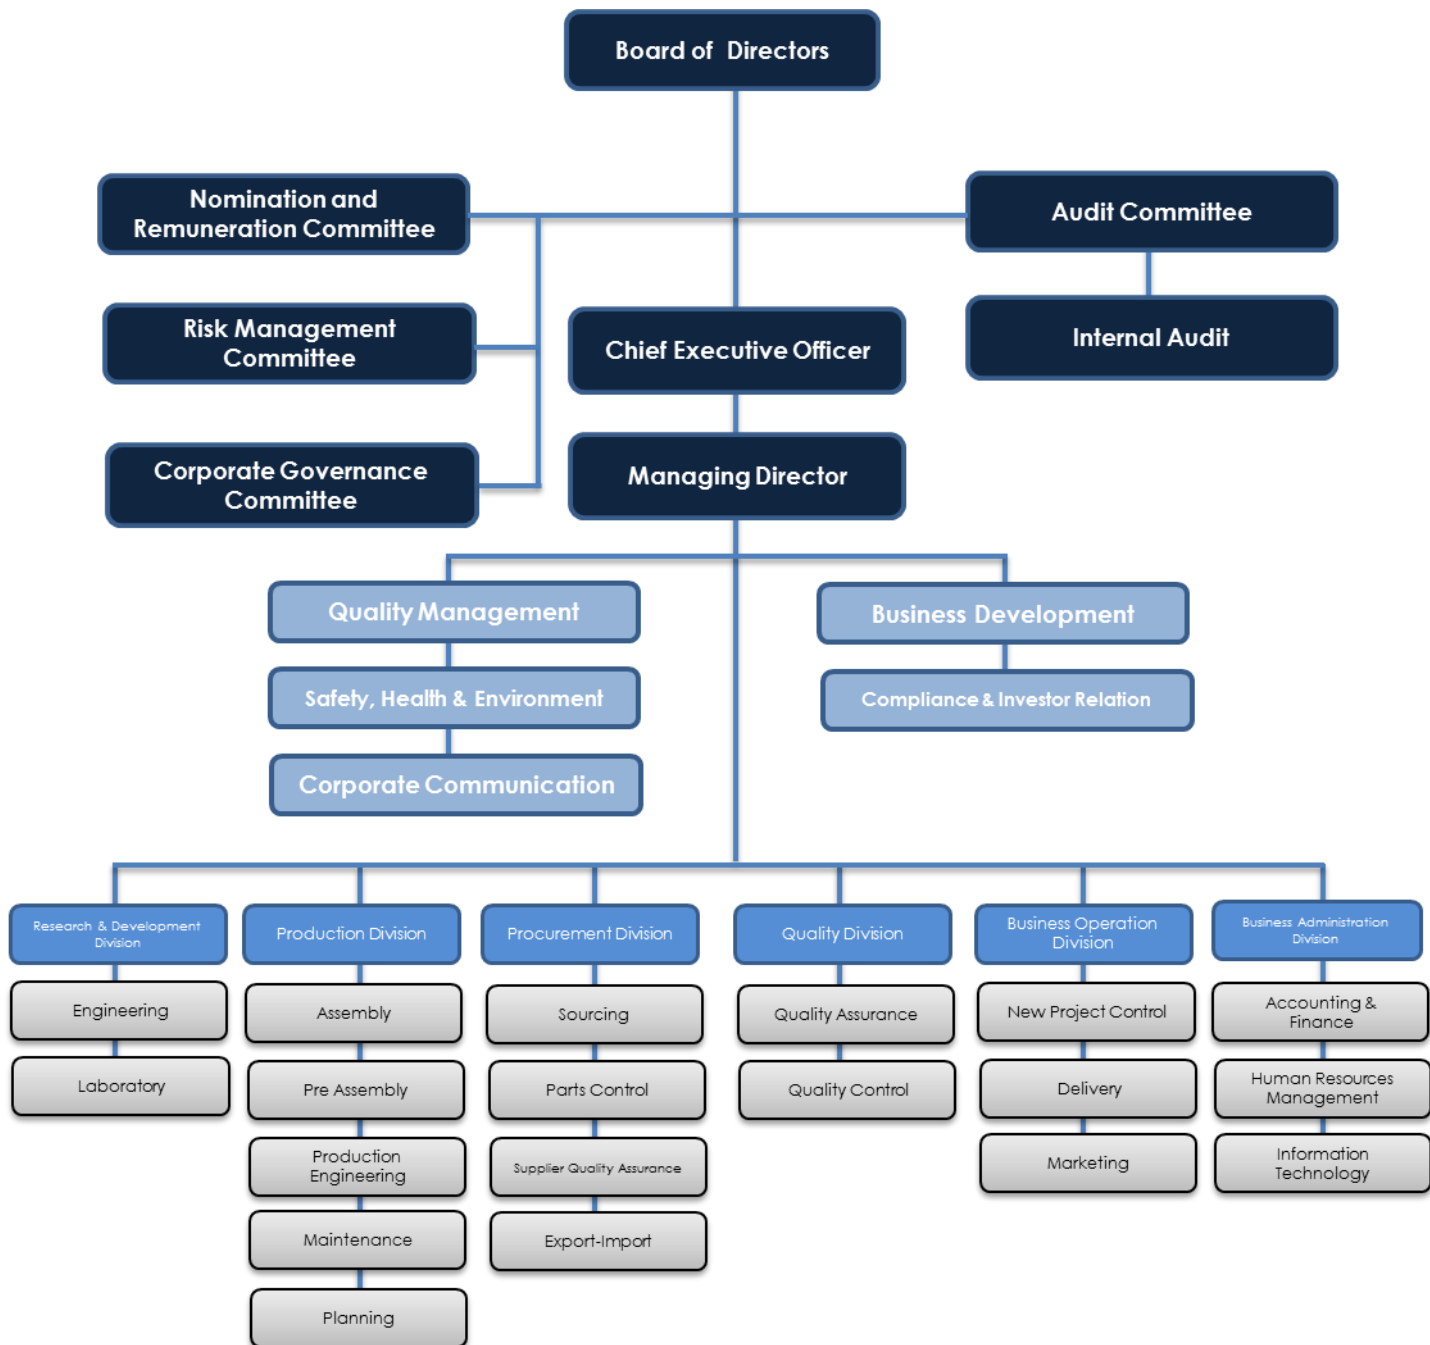 Board of Directors
Nomination and
Remuneration Committee
Audit Committee
Risk Management
Committee
Chief Executive Officer
Internal Audit
Corporate Governance
Committee
Managing Director
Quality Management
Business Development
Safety, Health & Environment
Compliance & Investor Relation
Corporate Communication
Research & Development
Division
Production Division
Procurement Division
Quality Division
Business Operation
Division
Business Administration
Division
Engineering
Laboratory
Assembly
Pre Assembly
Production
Engineering
Maintenance
Planning
Sourcing
Parts Control
Supplier Quality Assurance
Export-Import
Quality Assurance
Quality Control
New Project Control
Delivery
Marketing
Accounting &
Finance
Human Resources
Management
Information
Technology